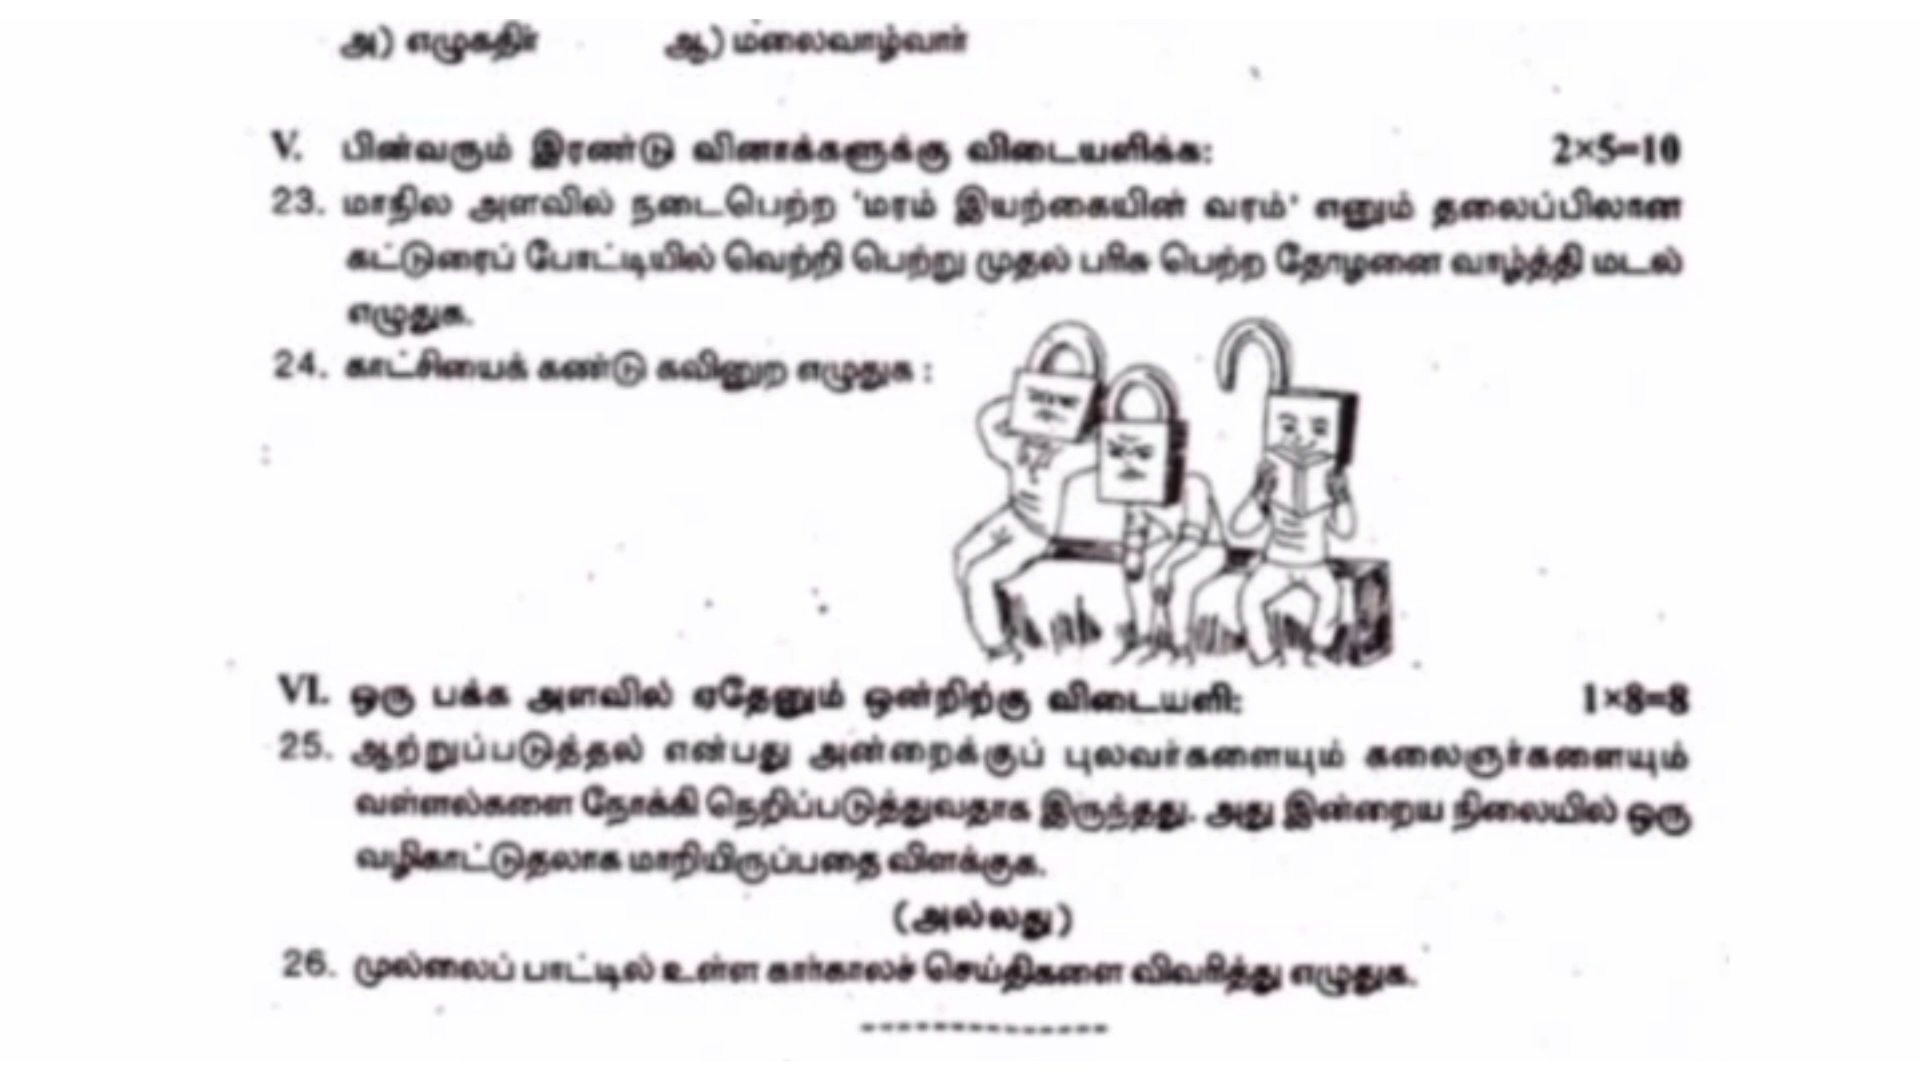 அ) எழுகதிர் ஆ) மலைவாழ்வார்
V. பின்வரும் இரண்டு வினாக்களுக்கு விடையளிக்க: 2×5=10
23. மாநில அளவில் நடைபெற்ற 'மரம் இயற்கையின் வரம்' எனும் தலைப்பிலான
கட்டுரைப் போட்டியில் வெற்றி பெற்று முதல் பரிசு பெற்ற தோழனை வாழ்த்தி மடல்
எழுதுக.
24. காட்சியைக் கண்டு கவினுற எழுதுக :
VI. ஒரு பக்க அளவில் ஏதேனும் ஒன்றிற்கு விடையளி: 1×8=8
25. ஆற்றுப்படுத்தல் என்பது அன்றைக்குப் புலவர்களையும் கலைஞர்களையும்
வள்ளல்களை நோக்கி நெறிப்படுத்துவதாக இருந்தது. அது இன்றைய நிலையில் ஒரு
வழிகாட்டுதலாக மாறியிருப்பதை விளக்குக.
(அல்லது)
26. முல்லைப் பாட்டில் உள்ள கார்காலச் செய்திகளை விவரித்து எழுதுக.